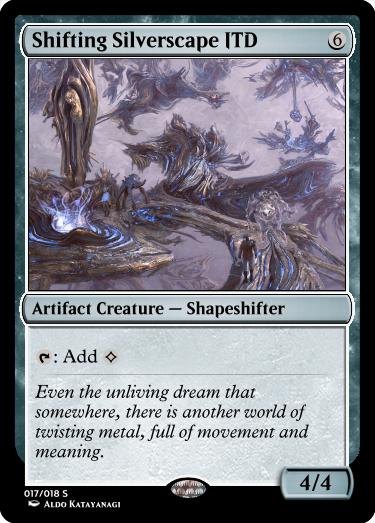 Shifting Silverscape ITD 6
Artifact Creature — Shapeshifter
: Add
Even the unliving dream that
somewhere, there is another world of
twisting metal, full of movement and
meaning.
4/4
017/018 S
Aldo Katayanagi